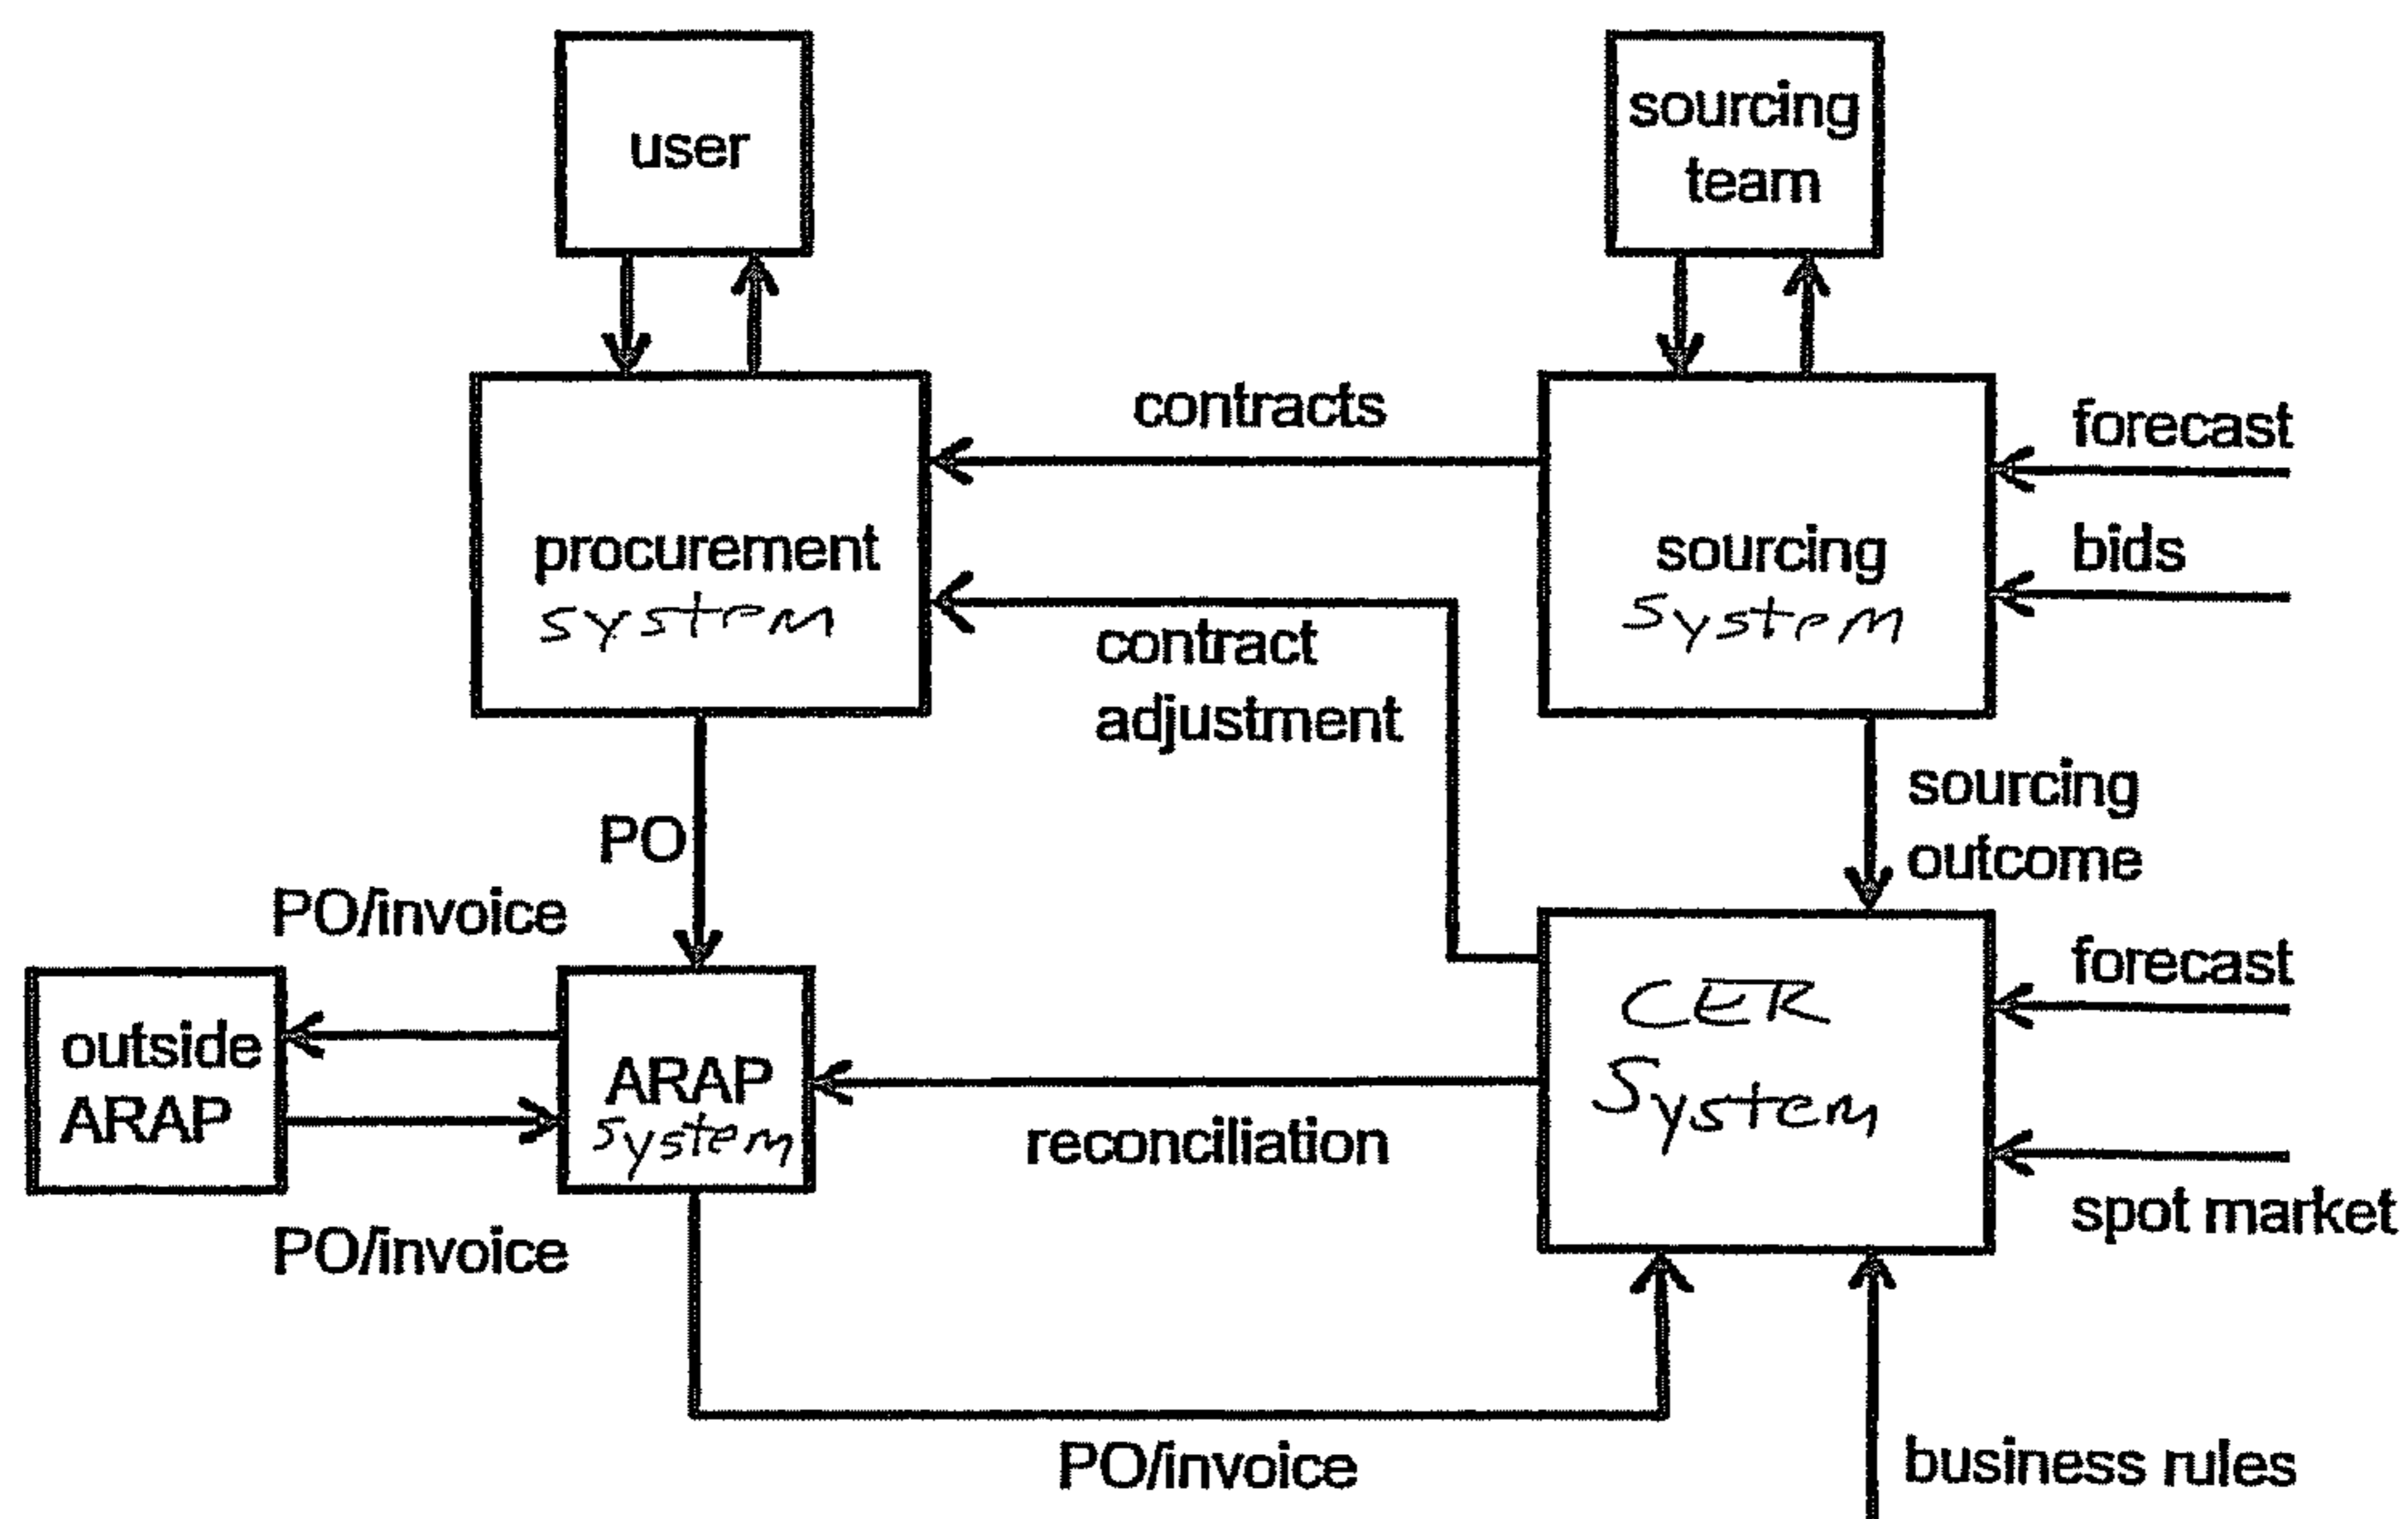 user
sourcing
team
contracts
forecast
procurement
system
sourcing
system
bids
contract
adjustment
sourcing
outcome
PO
PO/invoice
forecast
outside
ARAP
ARAP
system
CER
System
reconciliation
spot market
PO/invoice
PO/invoice
business rules